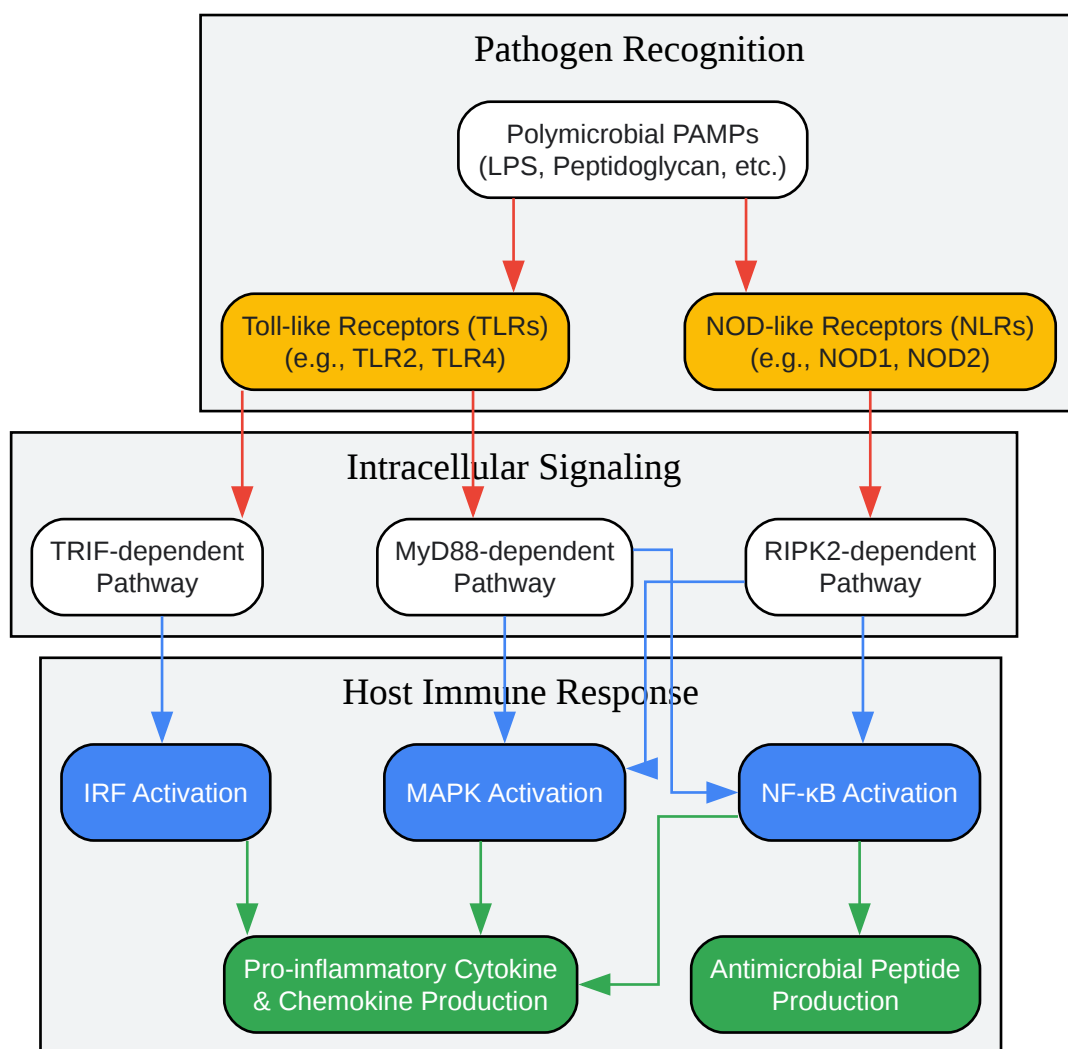 Pathogen Recognition
Polymicrobial PAMPs
(LPS, Peptidoglycan, etc.)
Toll-like Receptors (TLRs)
(e.g., TLR2, TLR4)
NOD-like Receptors (NLRs)
(e.g., NOD1, NOD2)
Intracellular Signaling
TRIF-dependent
Pathway
MyD88-dependent
Pathway
RIPK2-dependent
Pathway
Host Immune Response
IRF Activation
MAPK Activation
NF-κB Activation
Pro-inflammatory Cytokine
& Chemokine Production
Antimicrobial Peptide
Production